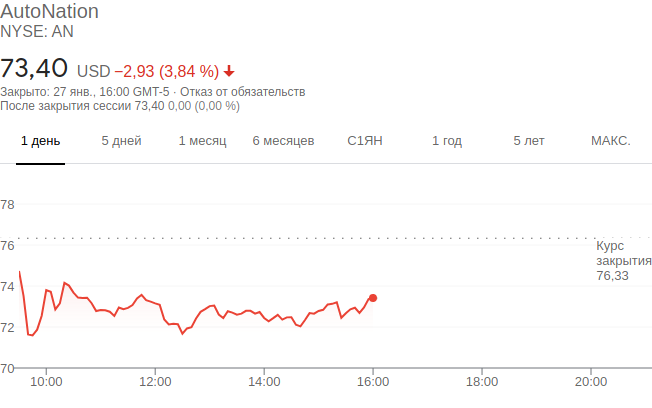 AutoNation
NYSE: AN
73,40 USD −2,93 (3,84 %)
Закрыто: 27 янв., 16:00 GMT-5 · Отказ от обязательств
После закрытия сессии 73,40 0,00 (0,00 %)
1 день 5 дней 1 месяц 6 месяцев С1ЯН 1 год 5 лет МАКС.
78
76
Курс
закрытия
76,33
74
72
70
10:00 12:00 14:00 16:00 18:00 20:00